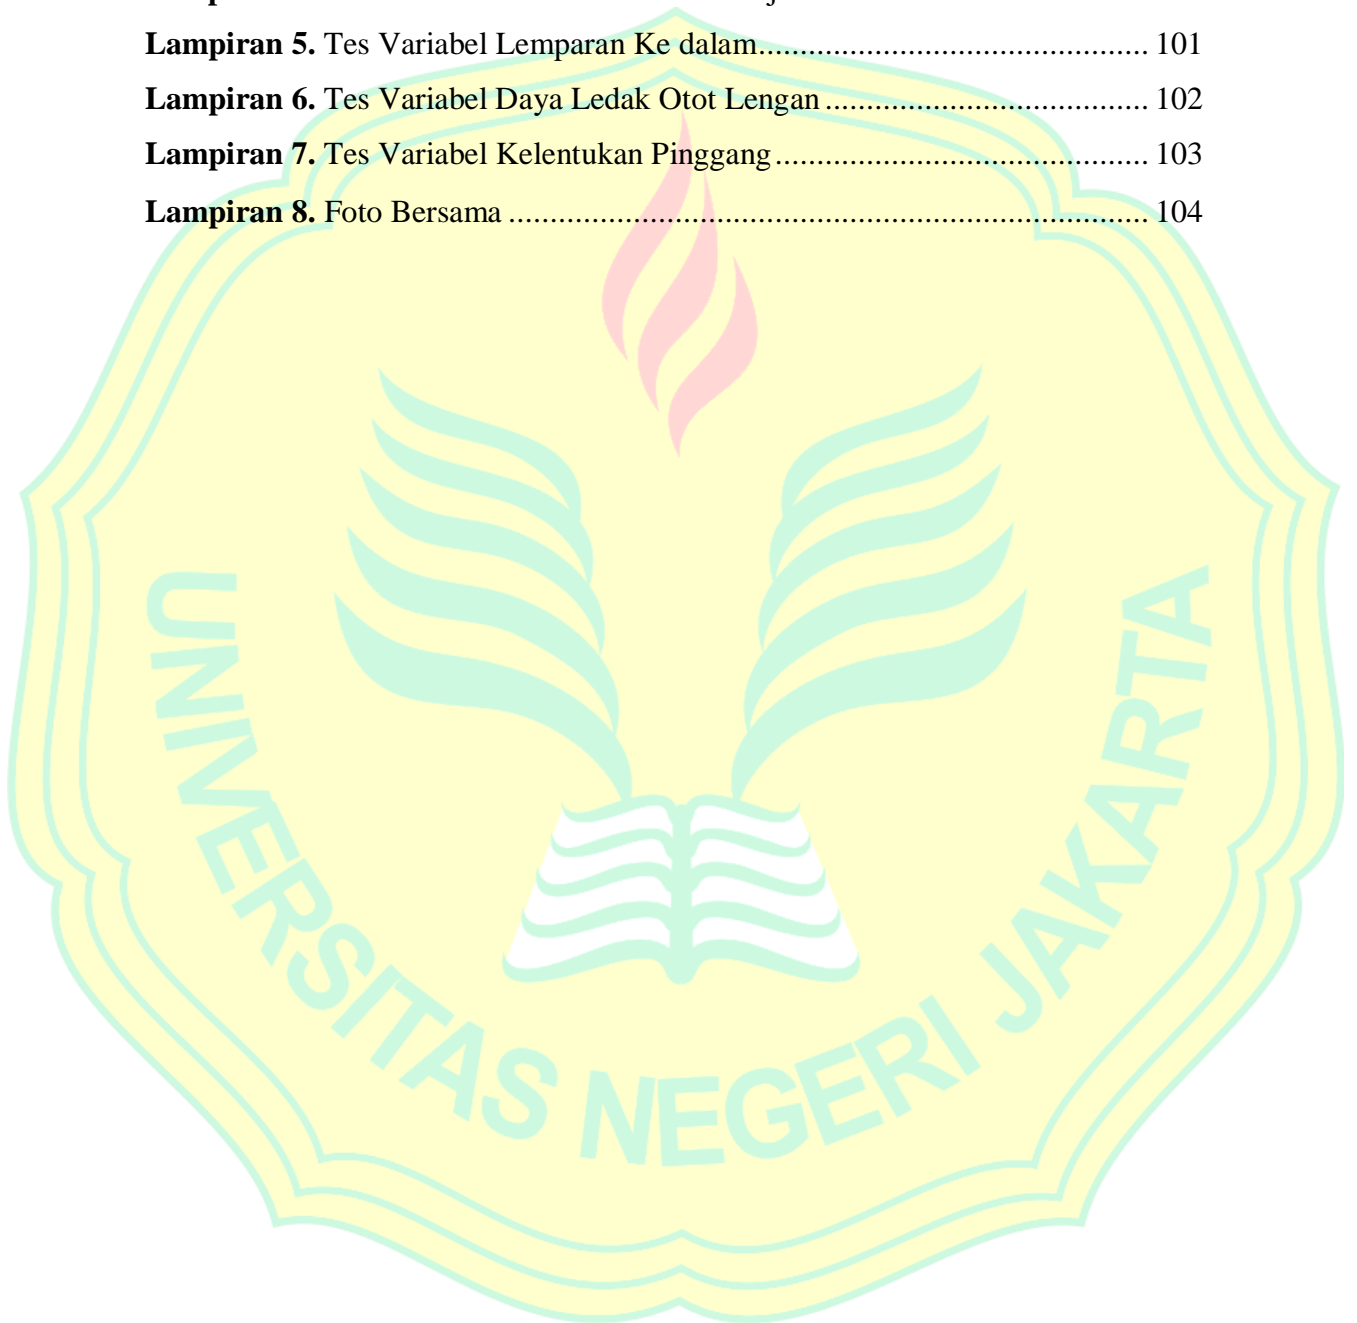 Lampiran 5. Tes Variabel Lemparan Ke dalam............................................... 101
Lampiran 6. Tes Variabel Daya Ledak Otot Lengan ....................................... 102
Lampiran 7. Tes Variabel Kelentukan Pinggang............................................. 103
Lampiran 8. Foto Bersama .............................................................................. 104
UNIVERSITAS NEGERI JAKARTA